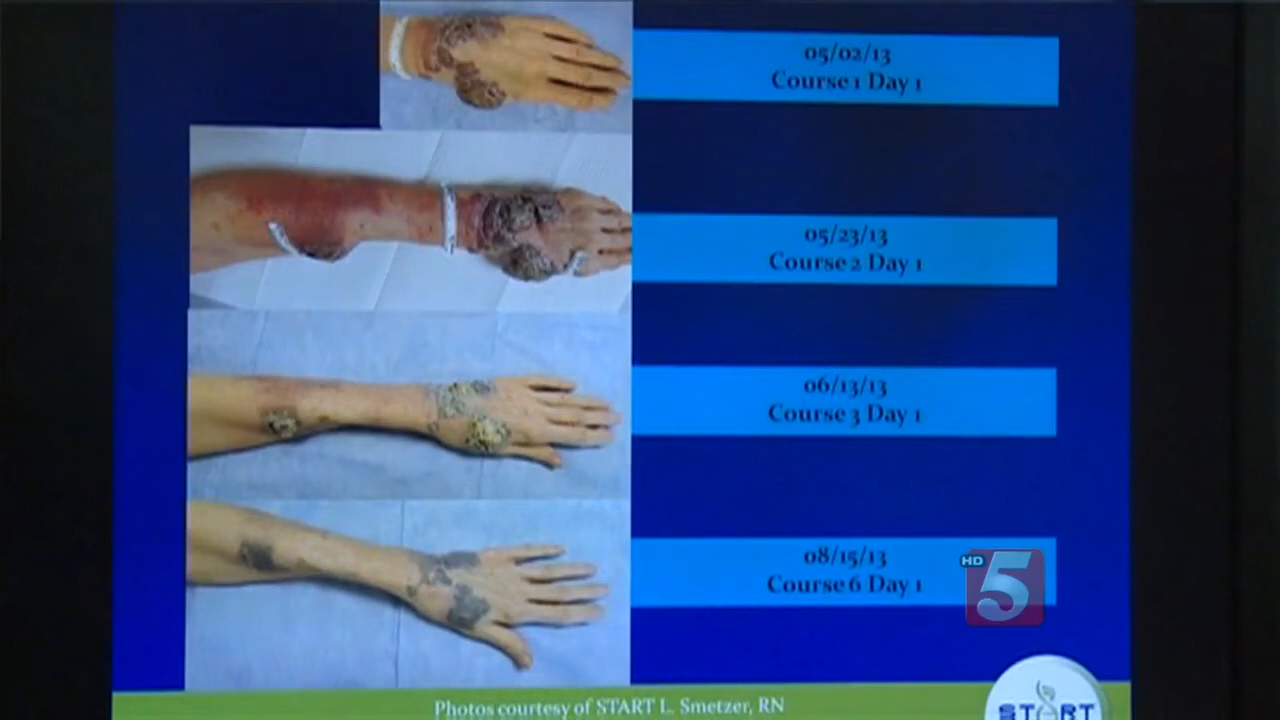 05/02/13
Course 1 Day 1
05/23/13
Course 2 Day 1
06/13/13
Course 3 Day 1
08/15/13
Course 6 Day 1
HD
5
Photos courtesy of START L. Smetzer, RN
START